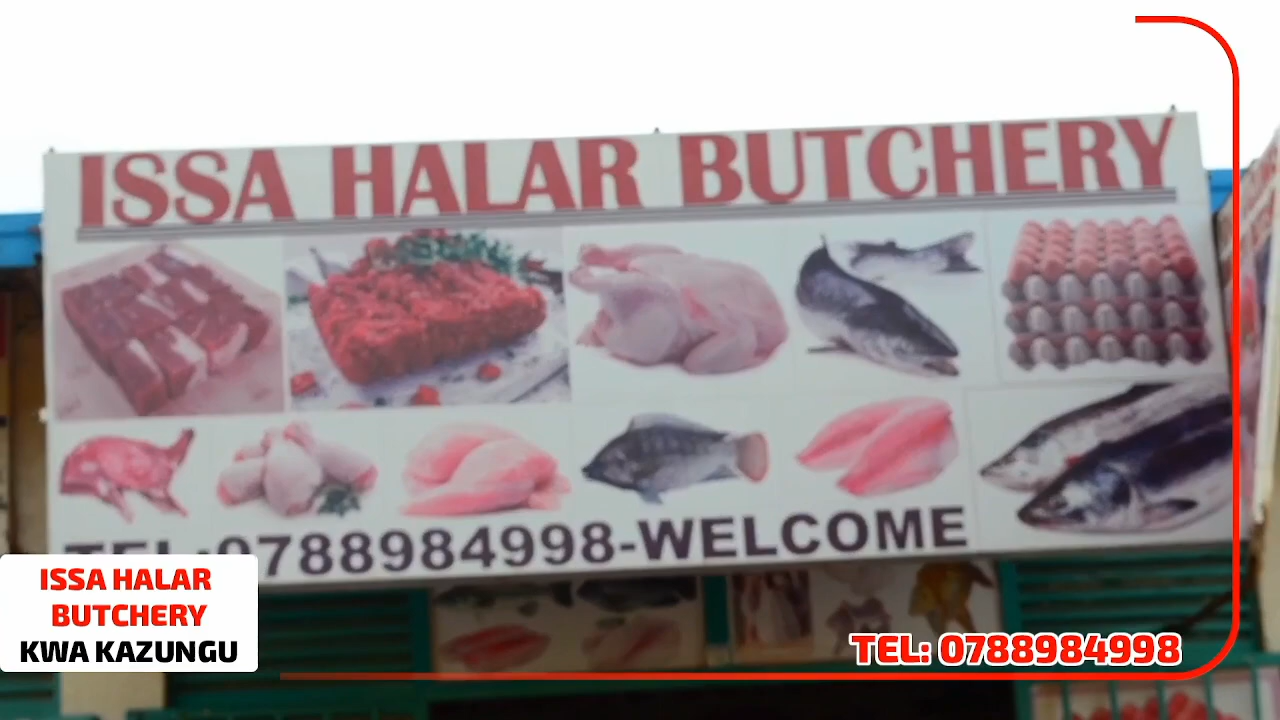 ISSA HALAR BUTCHERY
TEL:0788984998-WELCOME
ISSA HALAR
BUTCHERY
KWA KAZUNGU
TEL: 0788984998